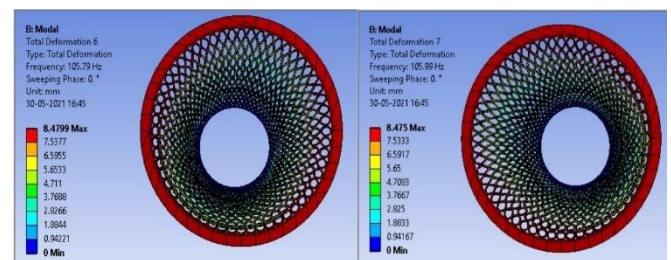 B: Modal
Total Deformation 6
Type: Total Deformation
Frequency: 105.79 Hz
Sweeping Phase: 0. °
Unit: mm
30-05-2021 16:45
8.4799 Max
7.5377
6.5955
5.6533
4.711
3.7688
2.8266
1.8844
0.94221
0 Min
B: Modal
Total Deformation 7
Type: Total Deformation
Frequency: 105.99 Hz
Sweeping Phase: 0. °
Unit: mm
30-05-2021 16:45
8.475 Max
7.5333
6.5917
5.65
4.7083
3.7667
2.825
1.8833
0.94167
0 Min